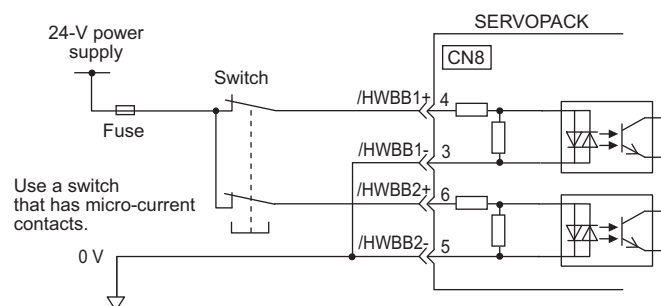 SERVOPACK
24-V power
supply
CN8
Switch
/HWBB1+ 4
Fuse
/HWBB1- 3
Use a switch
that has micro-current
contacts.
/HWBB2+ 6
0 V
/HWBB2- 5